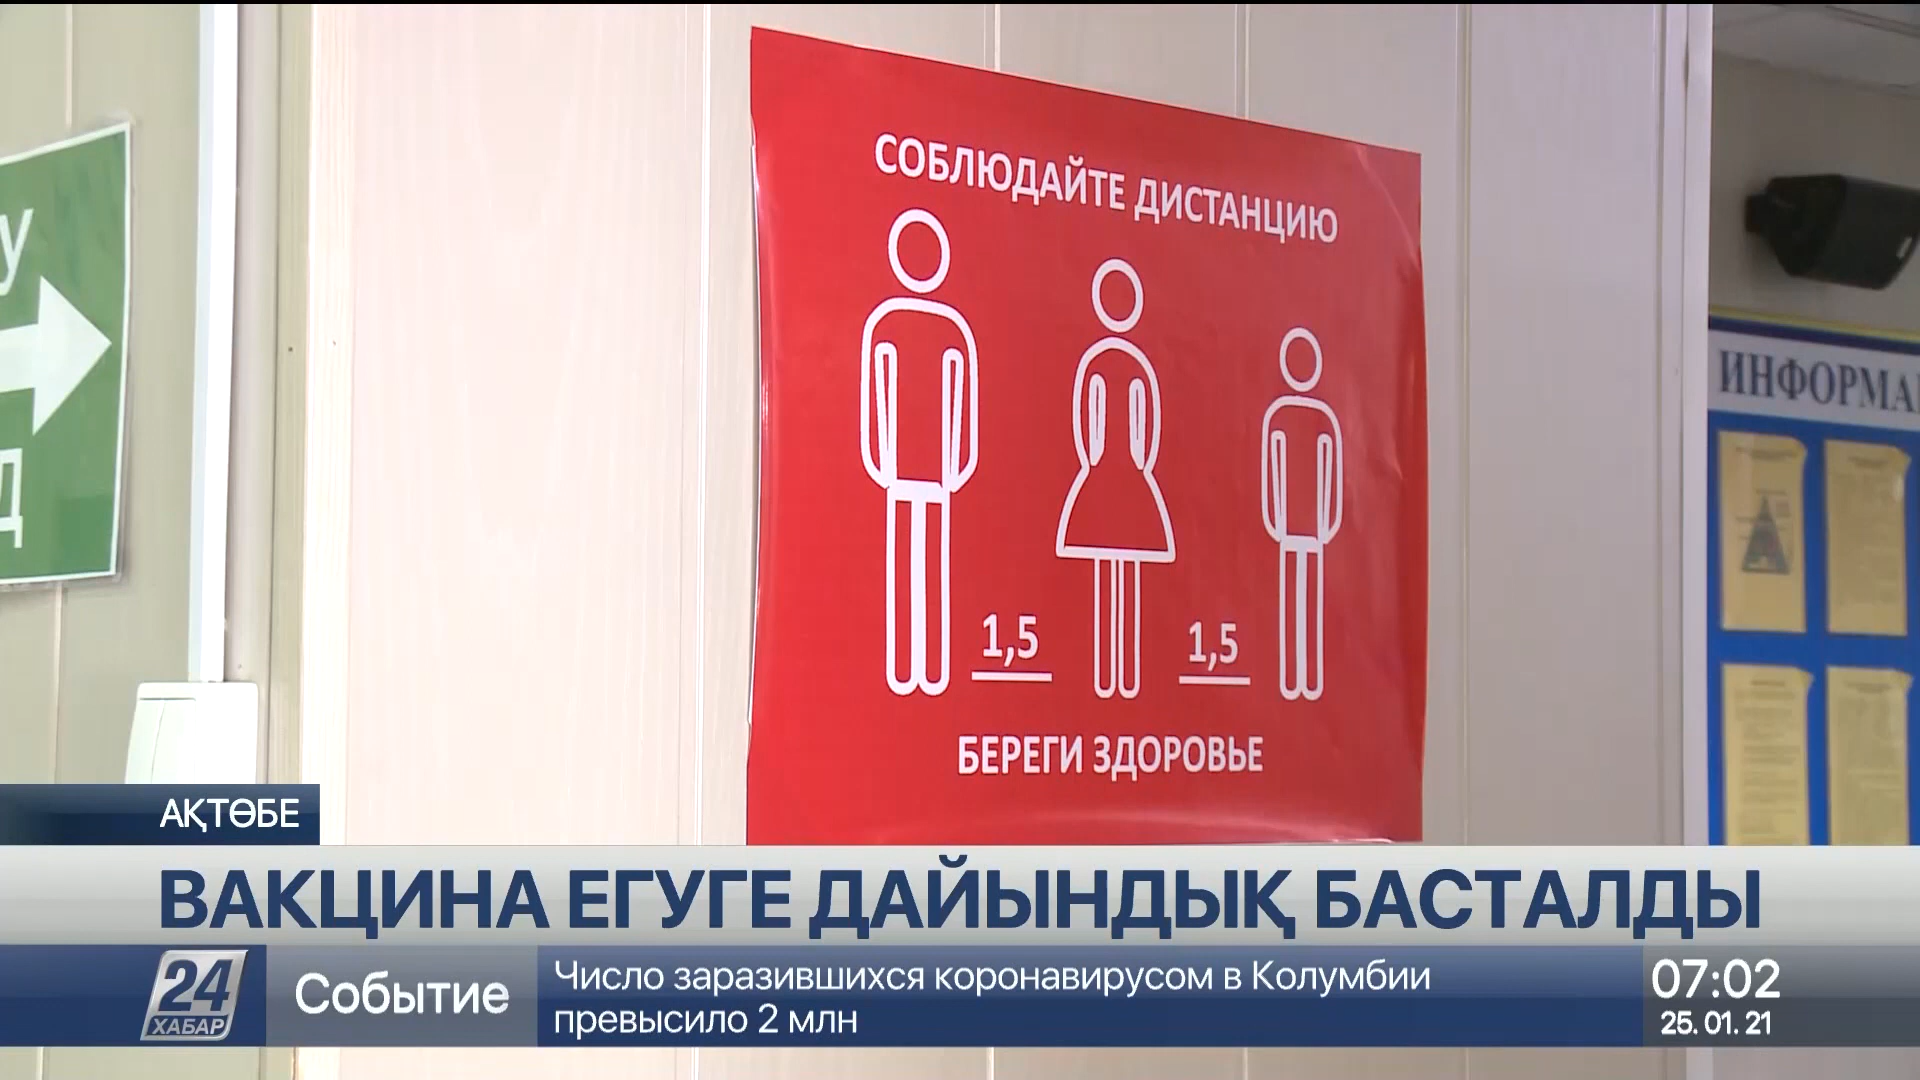 У
Д
СОБЛЮДАЙТЕ ДИСТАНЦИЮ
1,5
1,5
БЕРЕГИ ЗДОРОВЬЕ
ИНФОРМА
АҚТӨБЕ
ВАКЦИНА ЕГУГЕ ДАЙЫНДЫҚ БАСТАЛДЫ
24
ХАБАР
Событие
Число заразившихся коронавирусом в Колумбии
превысило 2 млн
07:02
25. 01. 21